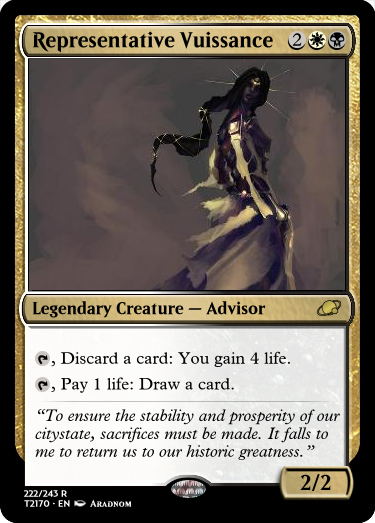 Representative Vuissance 2
Legendary Creature — Advisor
, Discard a card: You gain 4 life.
, Pay 1 life: Draw a card.
“To ensure the stability and prosperity of our
citystate, sacrifices must be made. It falls to
me to return us to our historic greatness.”
2/2
222/243 R
T2170 · EN Aradnom